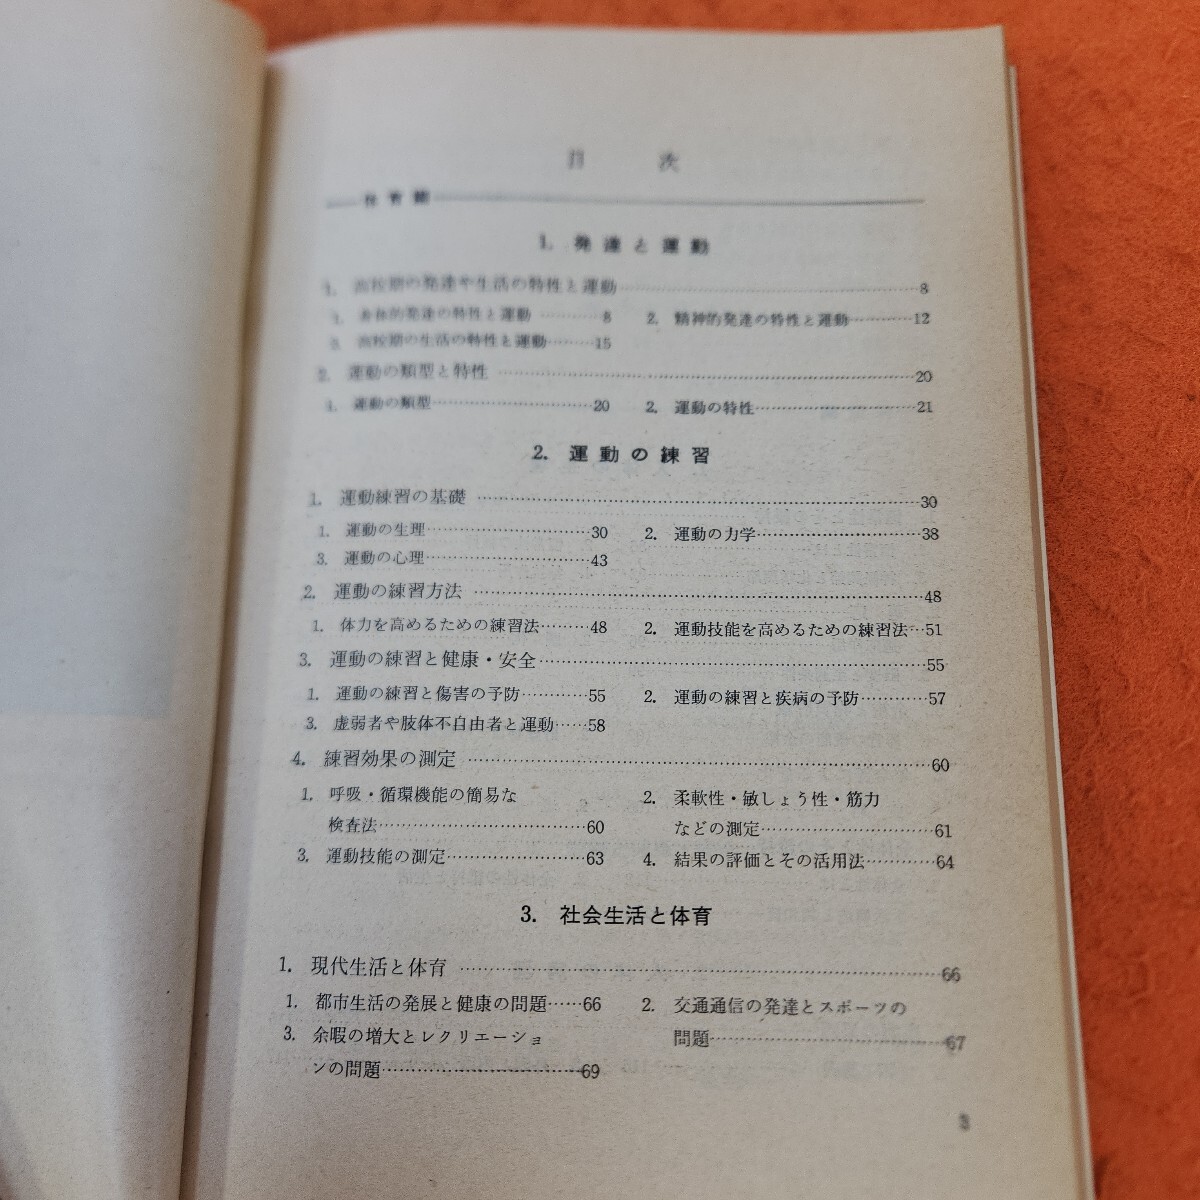 目次
体育編
1. 発達と運動
1. 高校期の発達や生活の特性と運動……8
1. 身体的発達の特性と運動……8 2. 精神的発達の特性と運動……12
3. 高校期の生活の特性と運動……15
2. 運動の類型と特性……20
1. 運動の類型……20 2. 運動の特性……21
2. 運動の練習
1. 運動練習の基礎……30
1. 運動の生理……30 2. 運動の力学……38
3. 運動の心理……43
2. 運動の練習方法……48
1. 体力を高めるための練習法……48 2. 運動技能を高めるための練習法…51
3. 運動の練習と健康・安全……55
1. 運動の練習と傷害の予防……55 2. 運動の練習と疾病の予防……57
3. 虚弱者や肢体不自由者と運動……58
4. 練習効果の測定……60
1. 呼吸・循環機能の簡易な
検査法……60
2. 柔軟性・敏しょう性・筋力
などの測定……61
3. 運動技能の測定……63 4. 結果の評価とその活用法……64
3. 社会生活と体育
1. 現代生活と体育……66
1. 都市生活の発展と健康の問題……66
2. 交通通信の発達とスポーツの
問題……67
3. 余暇の増大とレクリエーショ
ンの問題……69
3